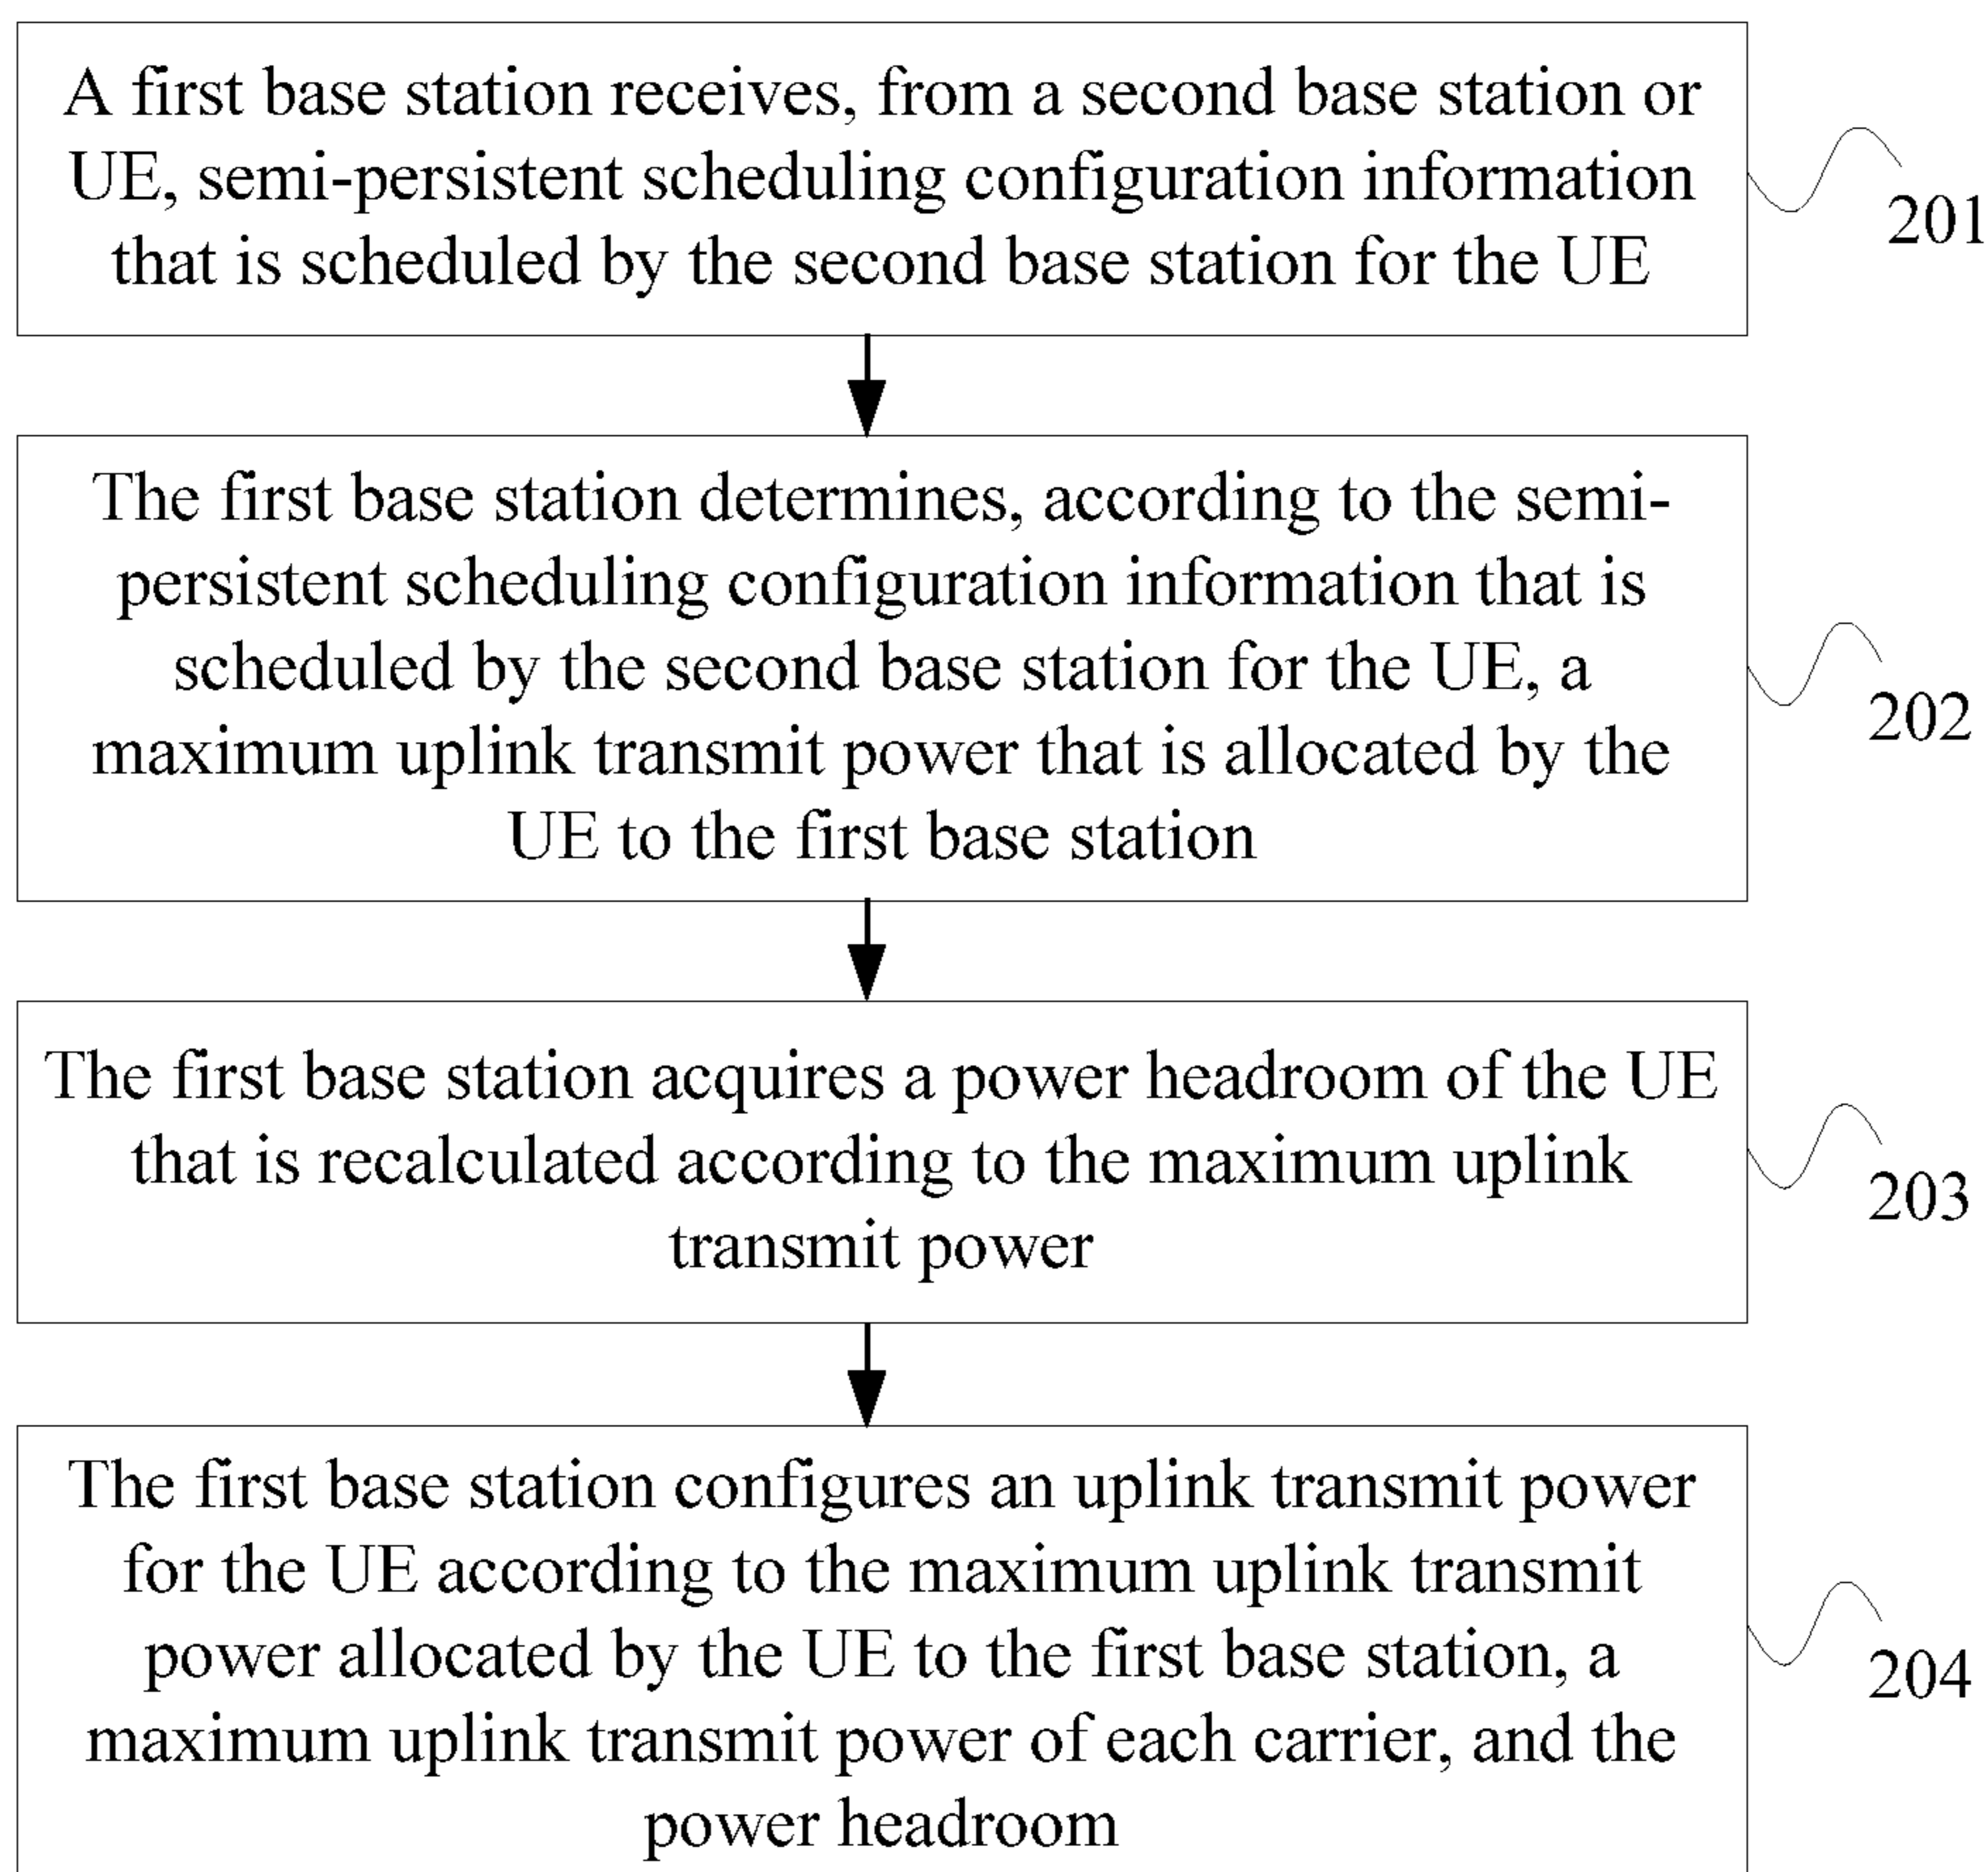 A first base station receives, from a second base station or
UE, semi-persistent scheduling configuration information
that is scheduled by the second base station for the UE
201
The first base station determines, according to the semi-
persistent scheduling configuration information that is
scheduled by the second base station for the UE, a
maximum uplink transmit power that is allocated by the
UE to the first base station
202
The first base station acquires a power headroom of the UE
that is recalculated according to the maximum uplink
transmit power
203
The first base station configures an uplink transmit power
for the UE according to the maximum uplink transmit
power allocated by the UE to the first base station, a
maximum uplink transmit power of each carrier, and the
power headroom
204